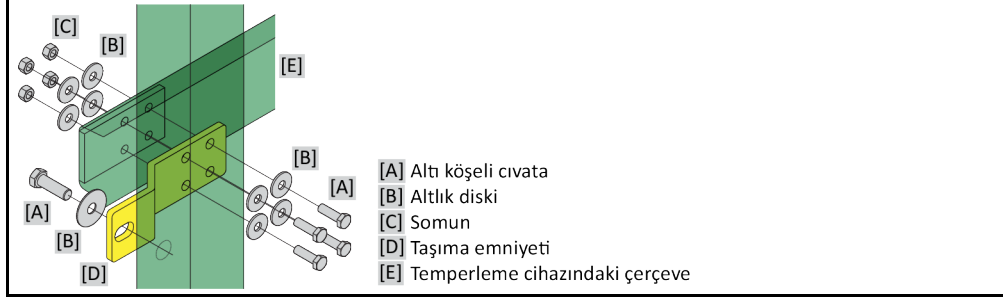 [C]
[B]
[E]
[B]
[A]
[A]
[B]
[D]
[A] Altı köşeli cıvata
[B] Altlık diski
[C] Somun
[D] Taşıma emniyeti
[E] Temperleme cihazındaki çerçeve